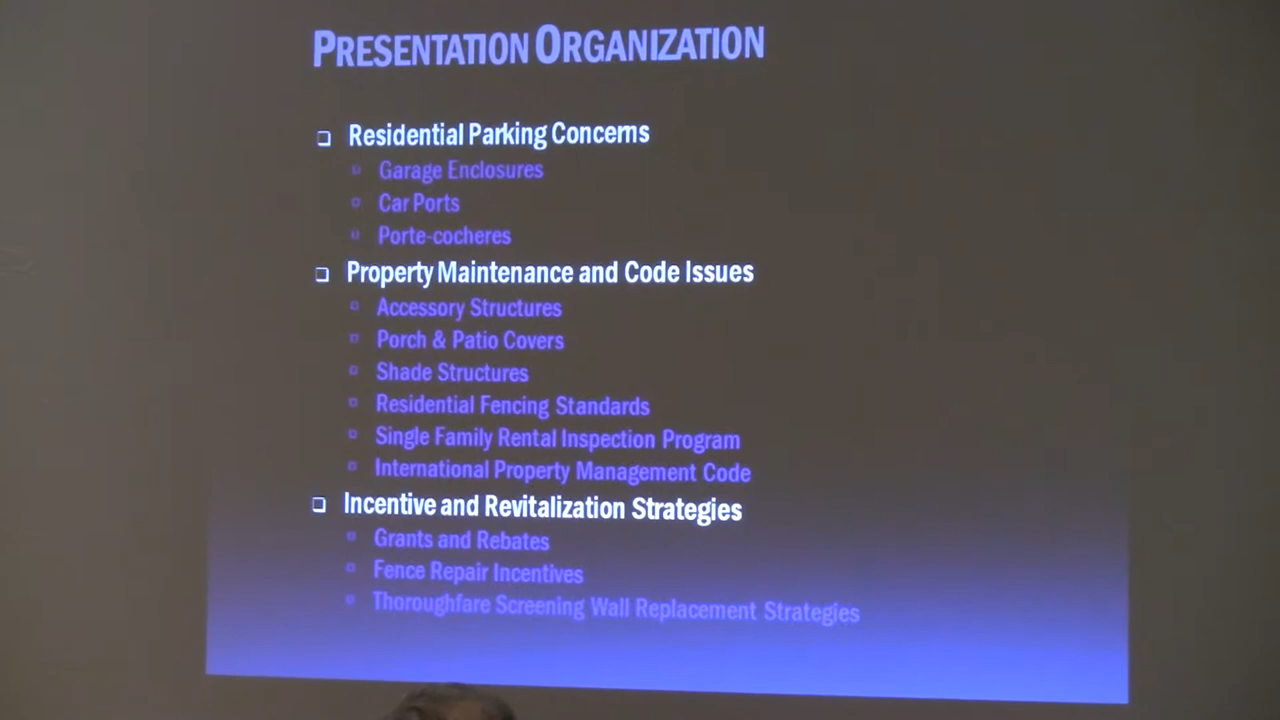 PRESENTATION ORGANIZATION
Residential Parking Concerns
Garage Enclosures
Car Ports
Porte-cocheres
Property Maintenance and Code Issues
Accessory Structures
Porch & Patio Covers
Shade Structures
Residential Fencing Standards
Single Family Rental Inspection Program
International Property Management Code
Incentive and Revitalization Strategies
Grants and Rebates
Fence Repair Incentives
Thoroughfare Screening Wall Replacement Strategies